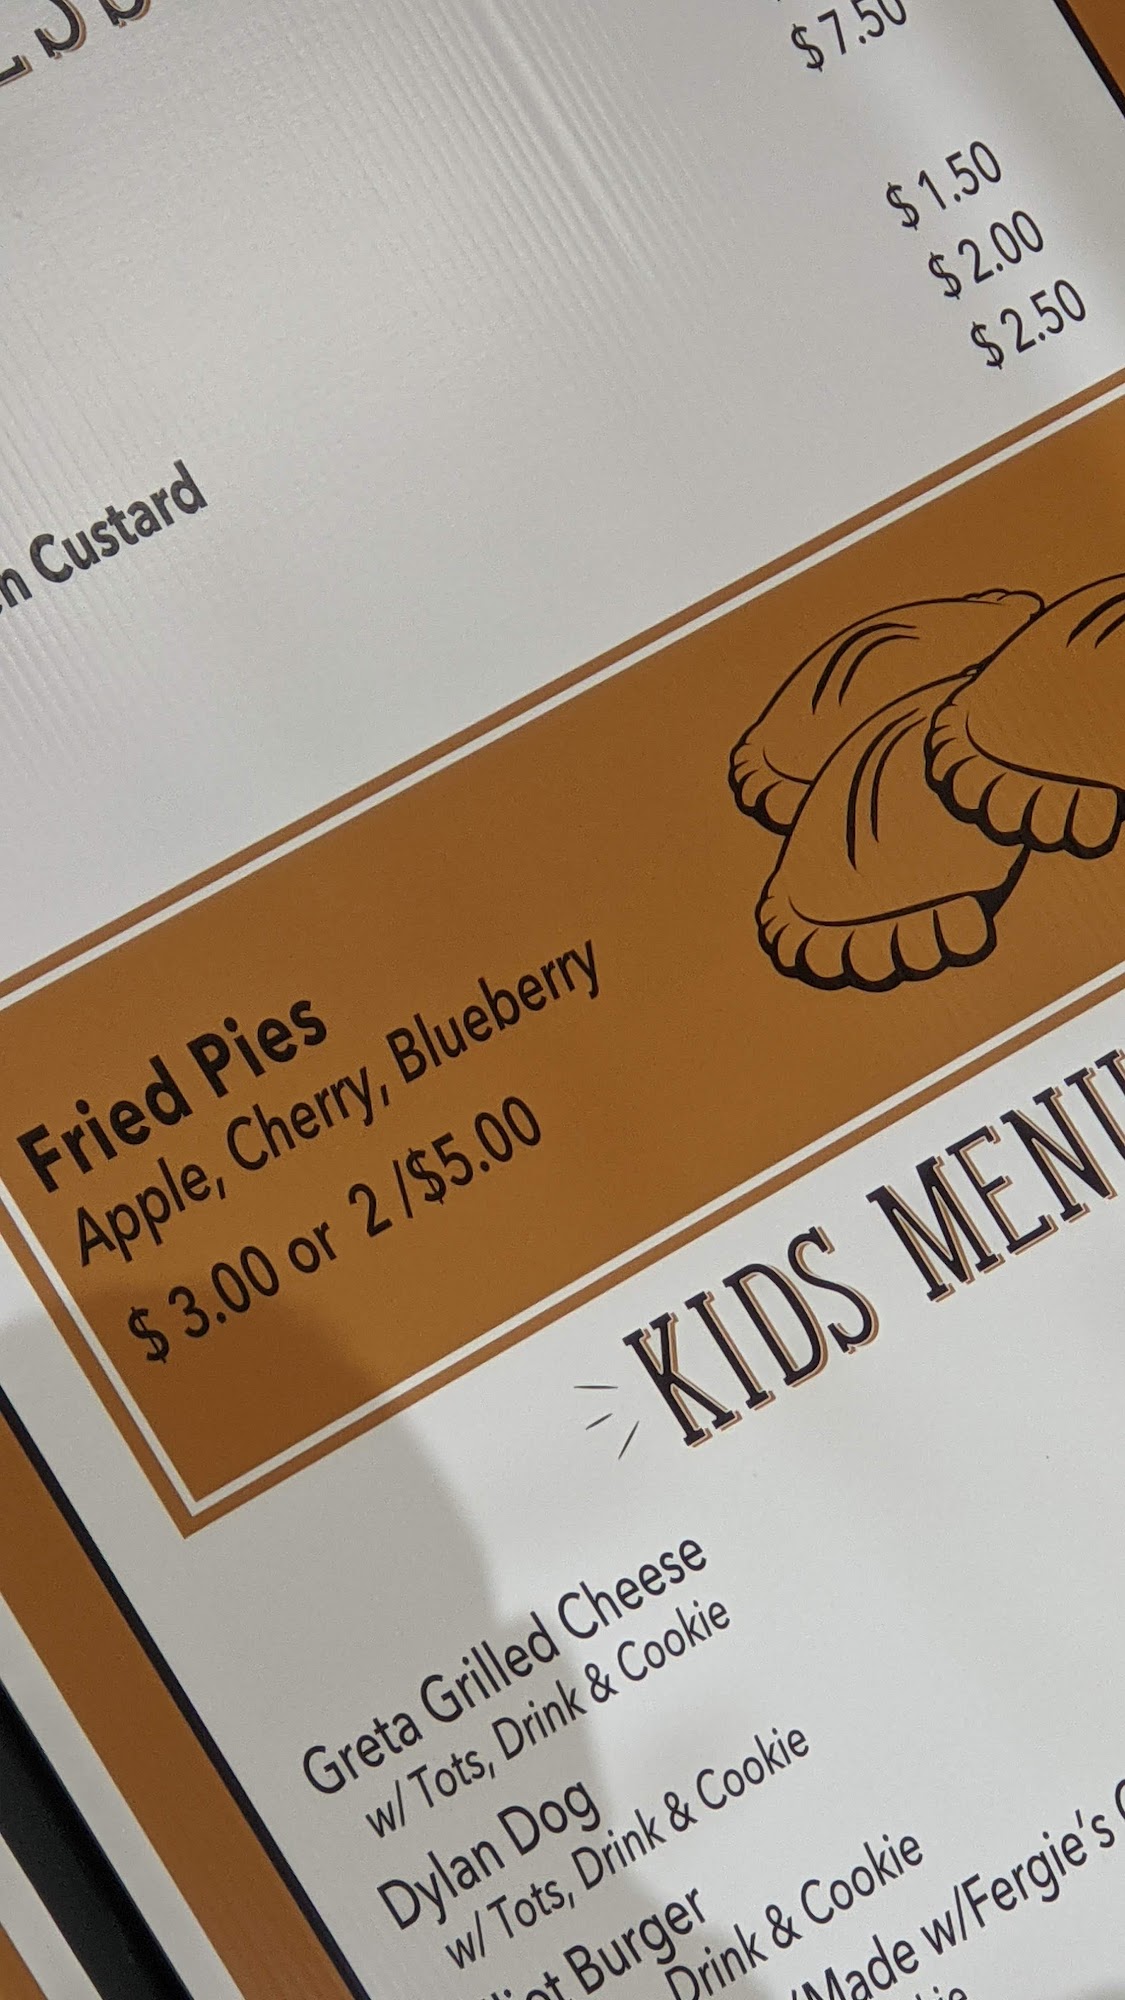 $7.50
$1.50
$2.00
$2.50
Custard
Fried Pies
Apple, Cherry, Blueberry
$3.00 or 2/$5.00
KIDS MENU
Greta Grilled Cheese
w/ Tots, Drink & Cookie
Dylan Dog
w/ Tots, Drink & Cookie
Burger
Drink & Cookie
Made w/Fergie's